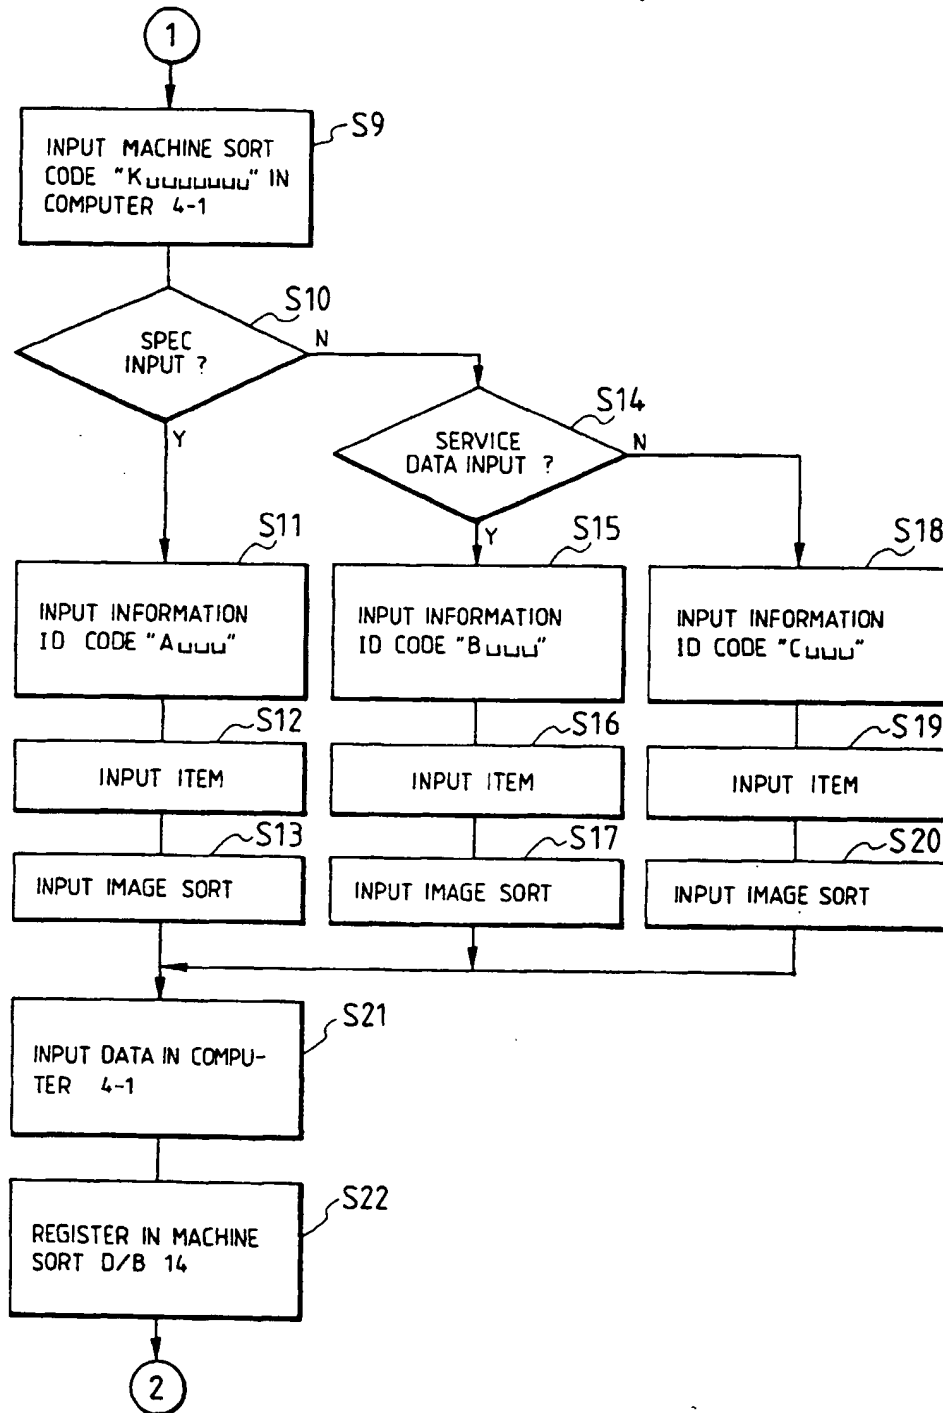 1
S9
INPUT MACHINE SORT
CODE "K␣␣␣␣␣␣␣" IN
COMPUTER 4-1
S10
SPEC
INPUT ?
N
Y
S14
SERVICE
DATA INPUT ?
N
Y
S11
INPUT INFORMATION
ID CODE "A␣␣␣"
S15
INPUT INFORMATION
ID CODE "B␣␣␣"
S18
INPUT INFORMATION
ID CODE "C␣␣␣"
S12
INPUT ITEM
S16
INPUT ITEM
S19
INPUT ITEM
S13
INPUT IMAGE SORT
S17
INPUT IMAGE SORT
S20
INPUT IMAGE SORT
S21
INPUT DATA IN COMPU-
TER 4-1
S22
REGISTER IN MACHINE
SORT D/B 14
2